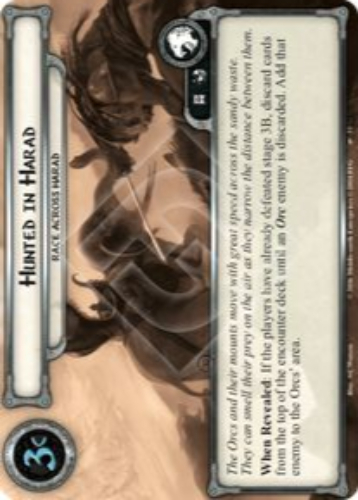 3C
HUNTED IN HARAD
RACE ACROSS HARAD
The Orcs and their mounts move with great speed across the sandy waste.
They can smell their prey on the air as they narrow the distance between them.
When Revealed: If the players have already defeated stage 3B, discard cards
from the top of the encounter deck until an Orc enemy is discarded. Add that
enemy to the Orcs' area.